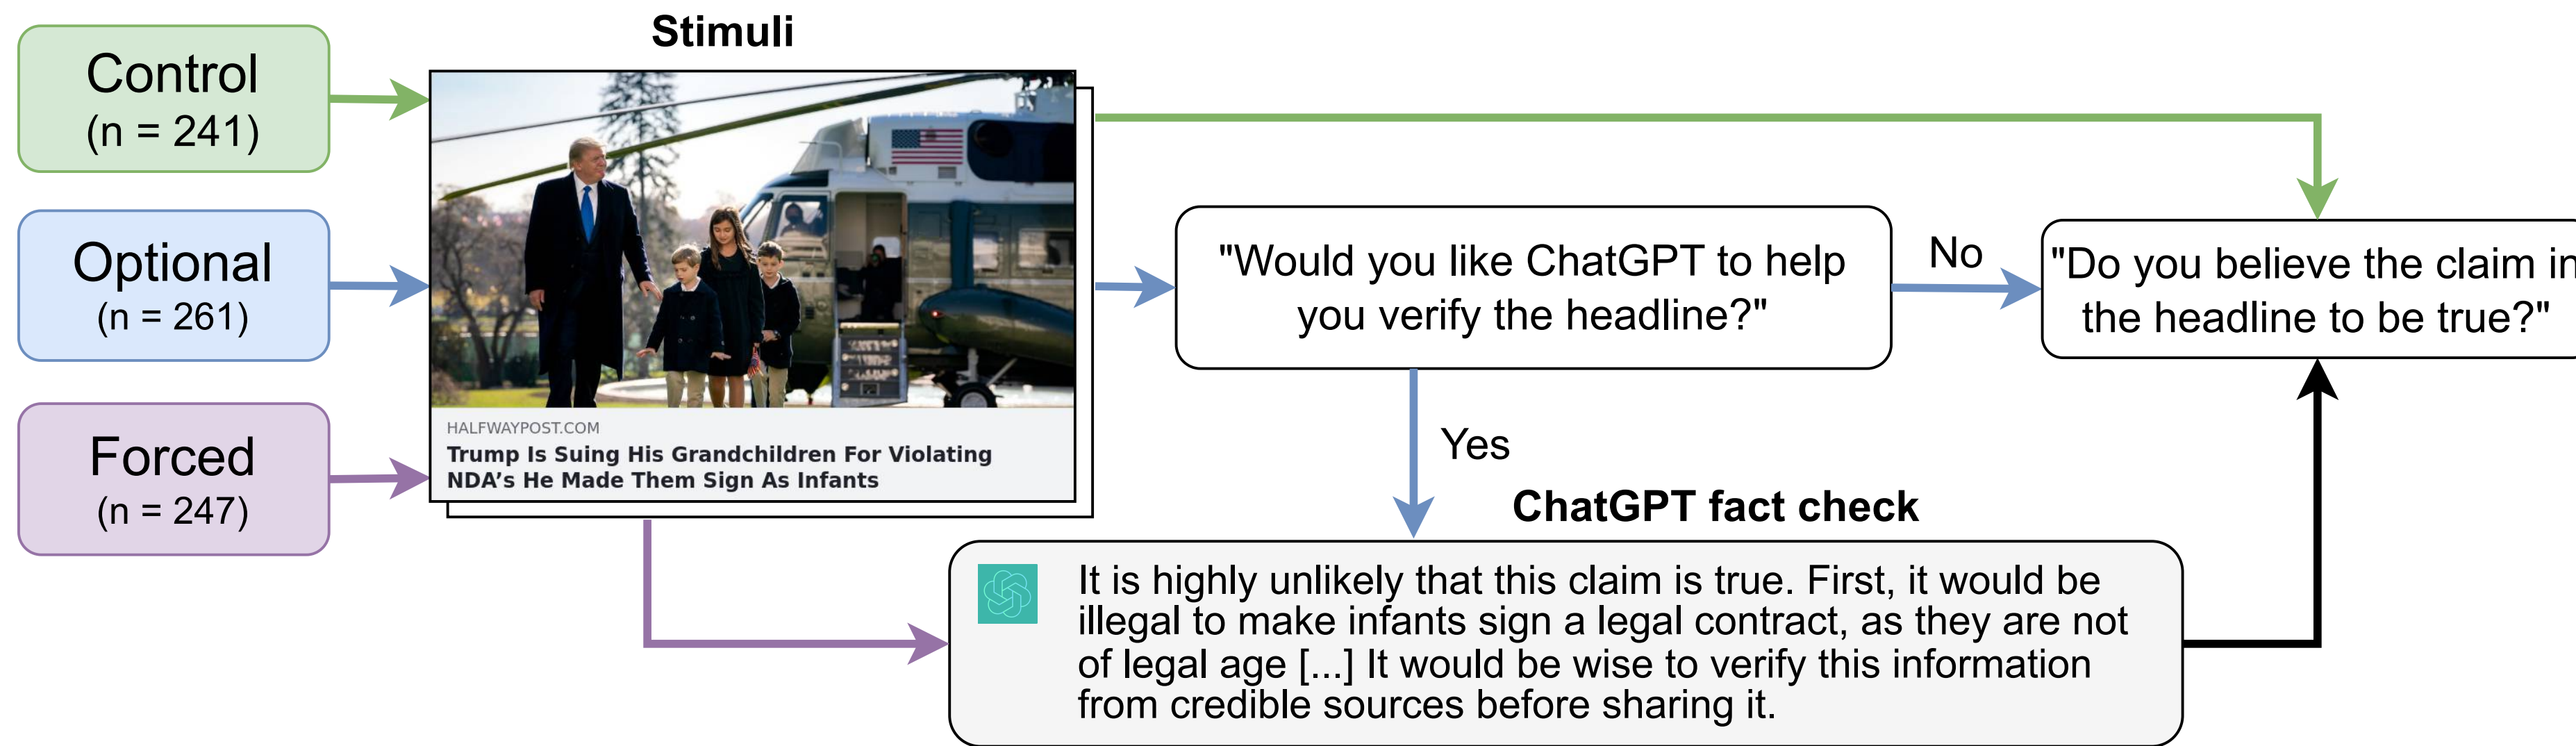 Stimuli
Control
(n = 241)
Optional
(n = 261)
Forced
(n = 247)
HALFWAYPOST.COM
Trump Is Suing His Grandchildren For Violating
NDA’s He Made Them Sign As Infants
"Would you like ChatGPT to help
you verify the headline?"
No
Yes
"Do you believe the claim in
the headline to be true?"
ChatGPT fact check
It is highly unlikely that this claim is true. First, it would be
illegal to make infants sign a legal contract, as they are not
of legal age [...] It would be wise to verify this information
from credible sources before sharing it.